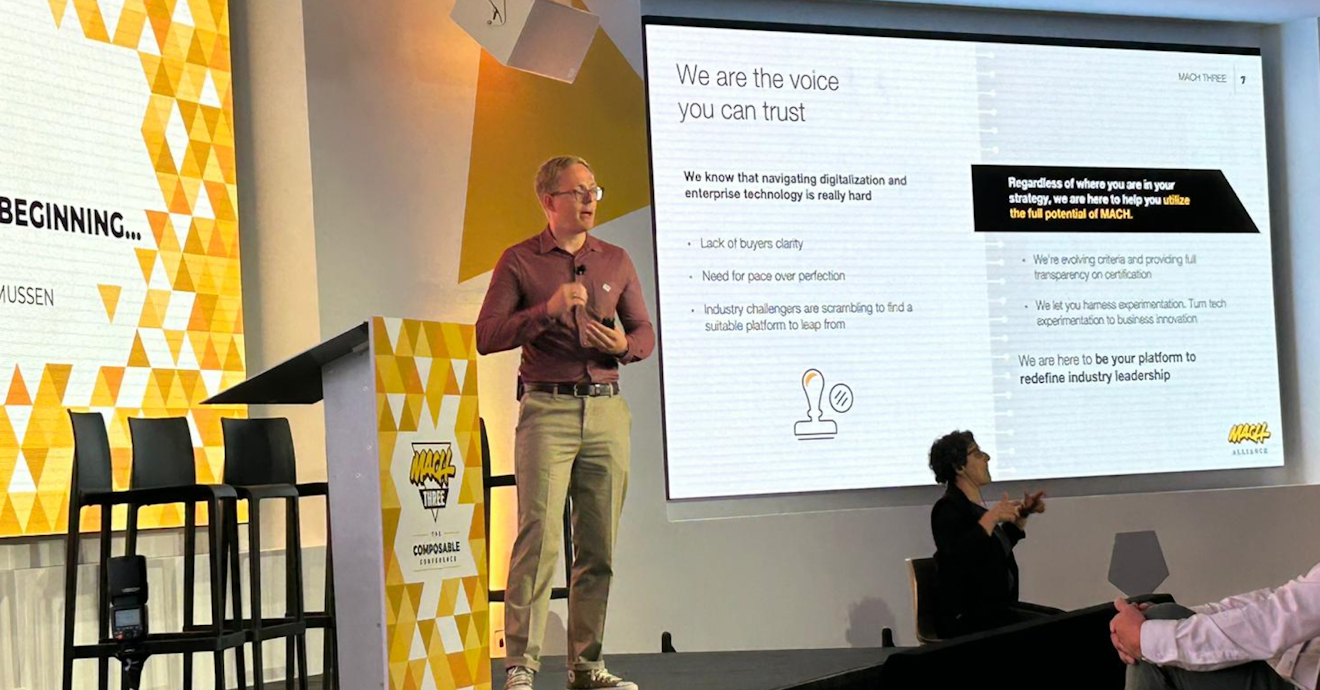 BEGINNING...
MUSSEN
MACH
THREE
THE
COMPOSABLE
CONFERENCE
We are the voice
you can trust
We know that navigating digitalization and
enterprise technology is really hard
• Lack of buyers clarity
• Need for pace over perfection
• Industry challengers are scrambling to find a
suitable platform to leap from
MACH THREE 7
Regardless of where you are in your
strategy, we are here to help you utilize
the full potential of MACH.
• We're evolving criteria and providing full
transparency on certification
• We let you harness experimentation. Turn tech
experimentation to business innovation
We are here to be your platform to
redefine industry leadership
MACH
ALLIANCE